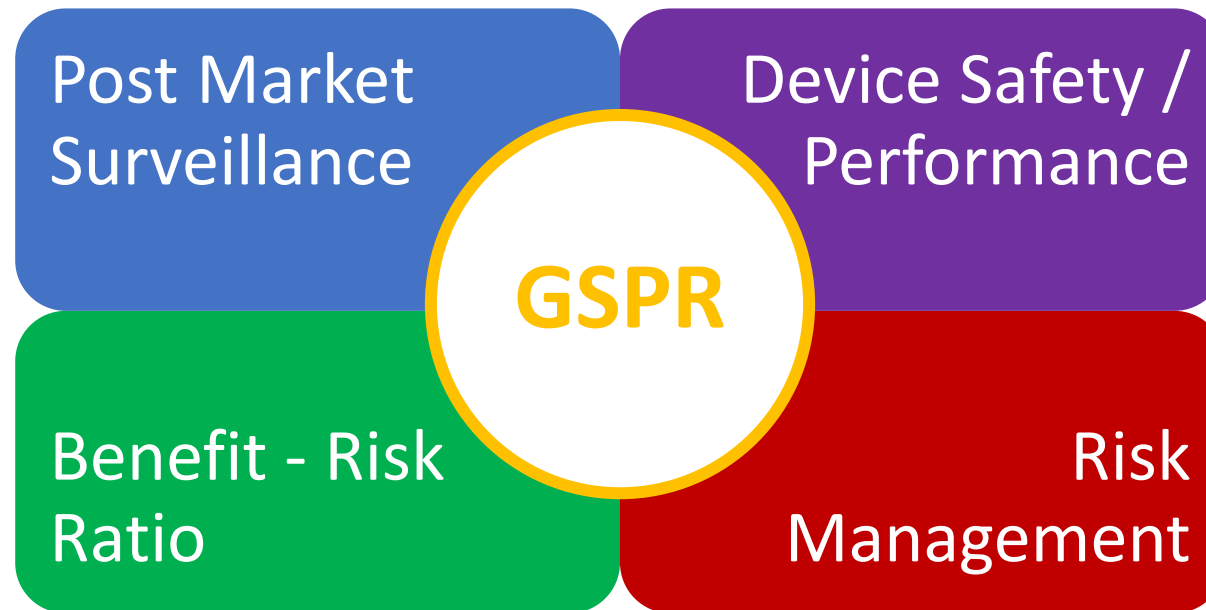 Post Market
Surveillance
Device Safety /
Performance
GSPR
Benefit - Risk
Ratio
Risk
Management